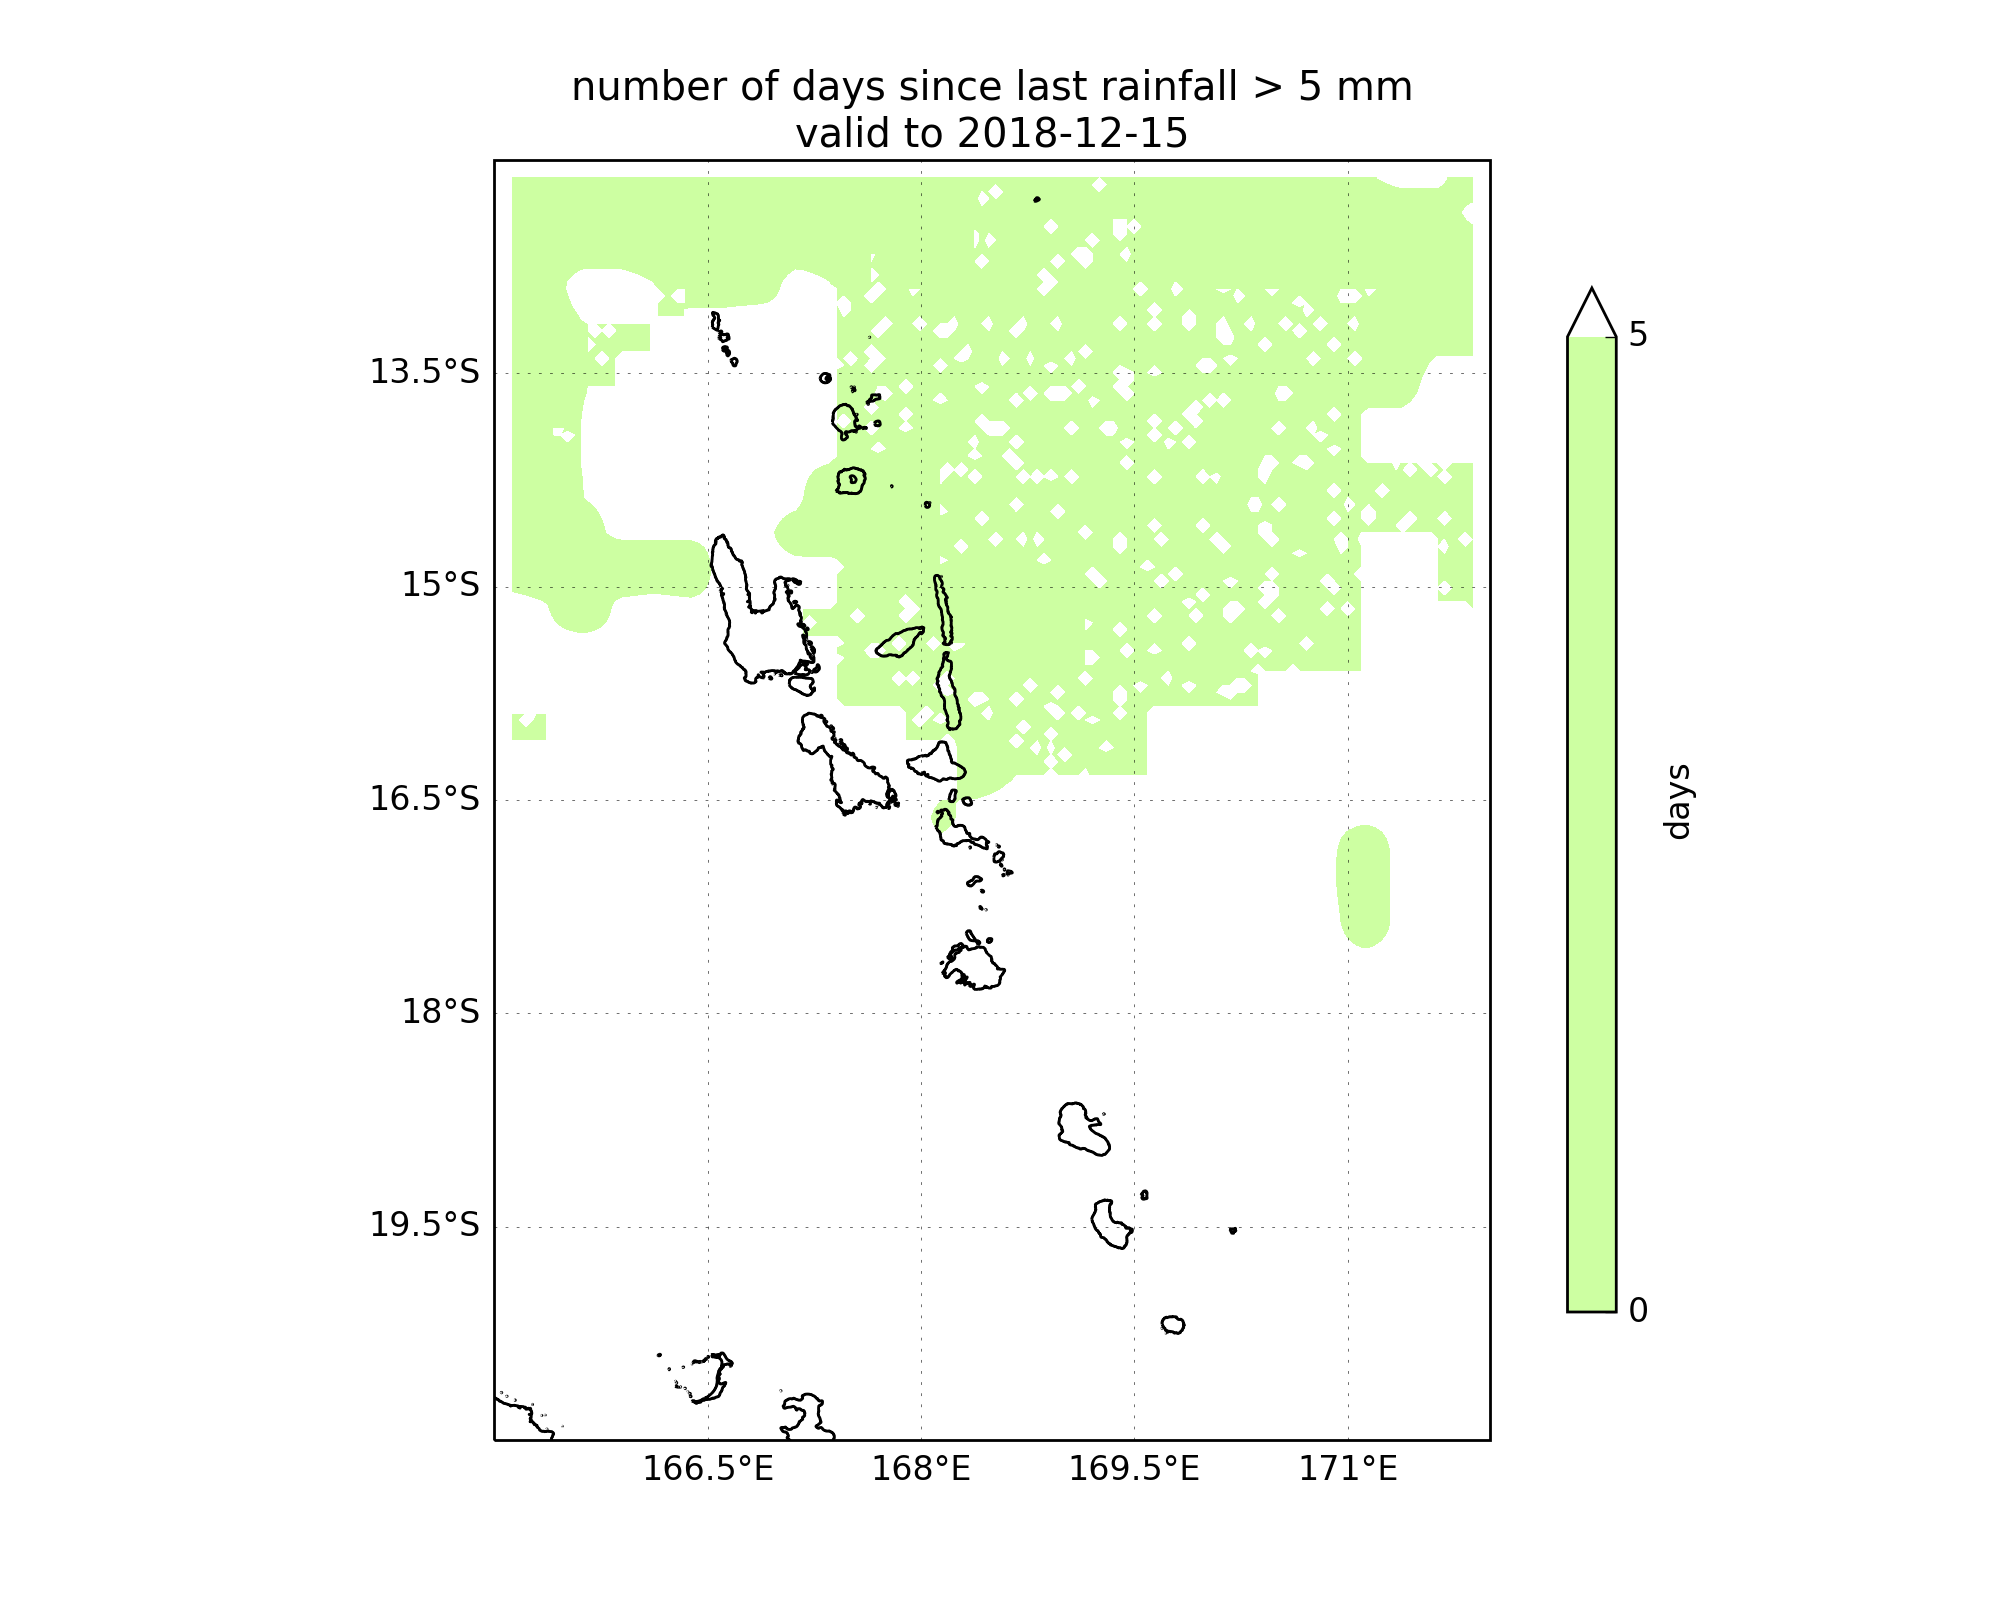 number of days since last rainfall > 5 mm
valid to 2018-12-15
13.5°S
15°S
16.5°S
18°S
19.5°S
166.5°E
168°E
169.5°E
171°E
5
days
0